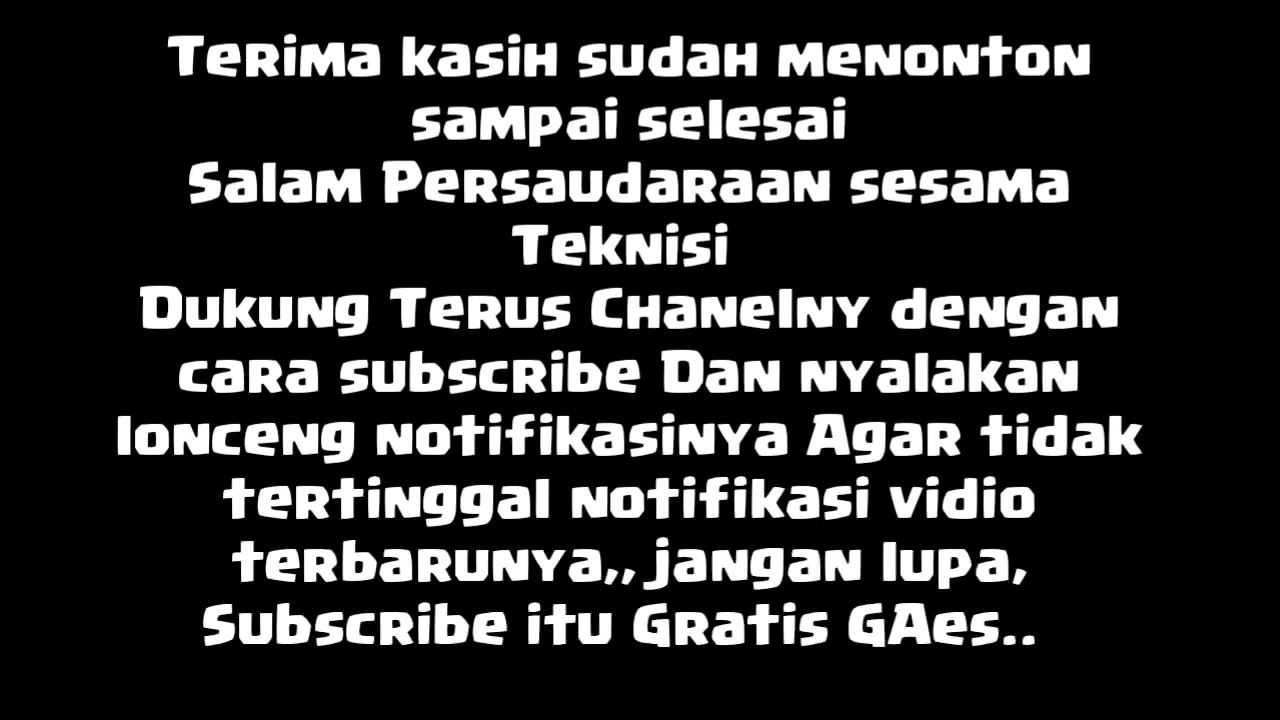 Terima kasih sudah menonton
sampai selesai
Salam Persaudaraan sesama
Teknisi
Dukung Terus Chanelny dengan
cara subscribe Dan nyalakan
lonceng notifikasinya Agar tidak
tertinggal notifikasi vidio
terbarunya,, jangan lupa,
Subscribe itu Gratis GAes..